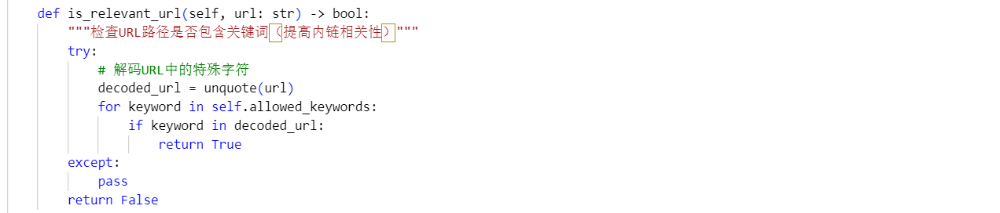 def is_relevant_url(self, url: str) -> bool:
"""检查URL路径是否包含关键词（提高内链相关性）"""
try:
# 解码URL中的特殊字符
decoded_url = unquote(url)
for keyword in self.allowed_keywords:
if keyword in decoded_url:
return True
except:
pass
return False